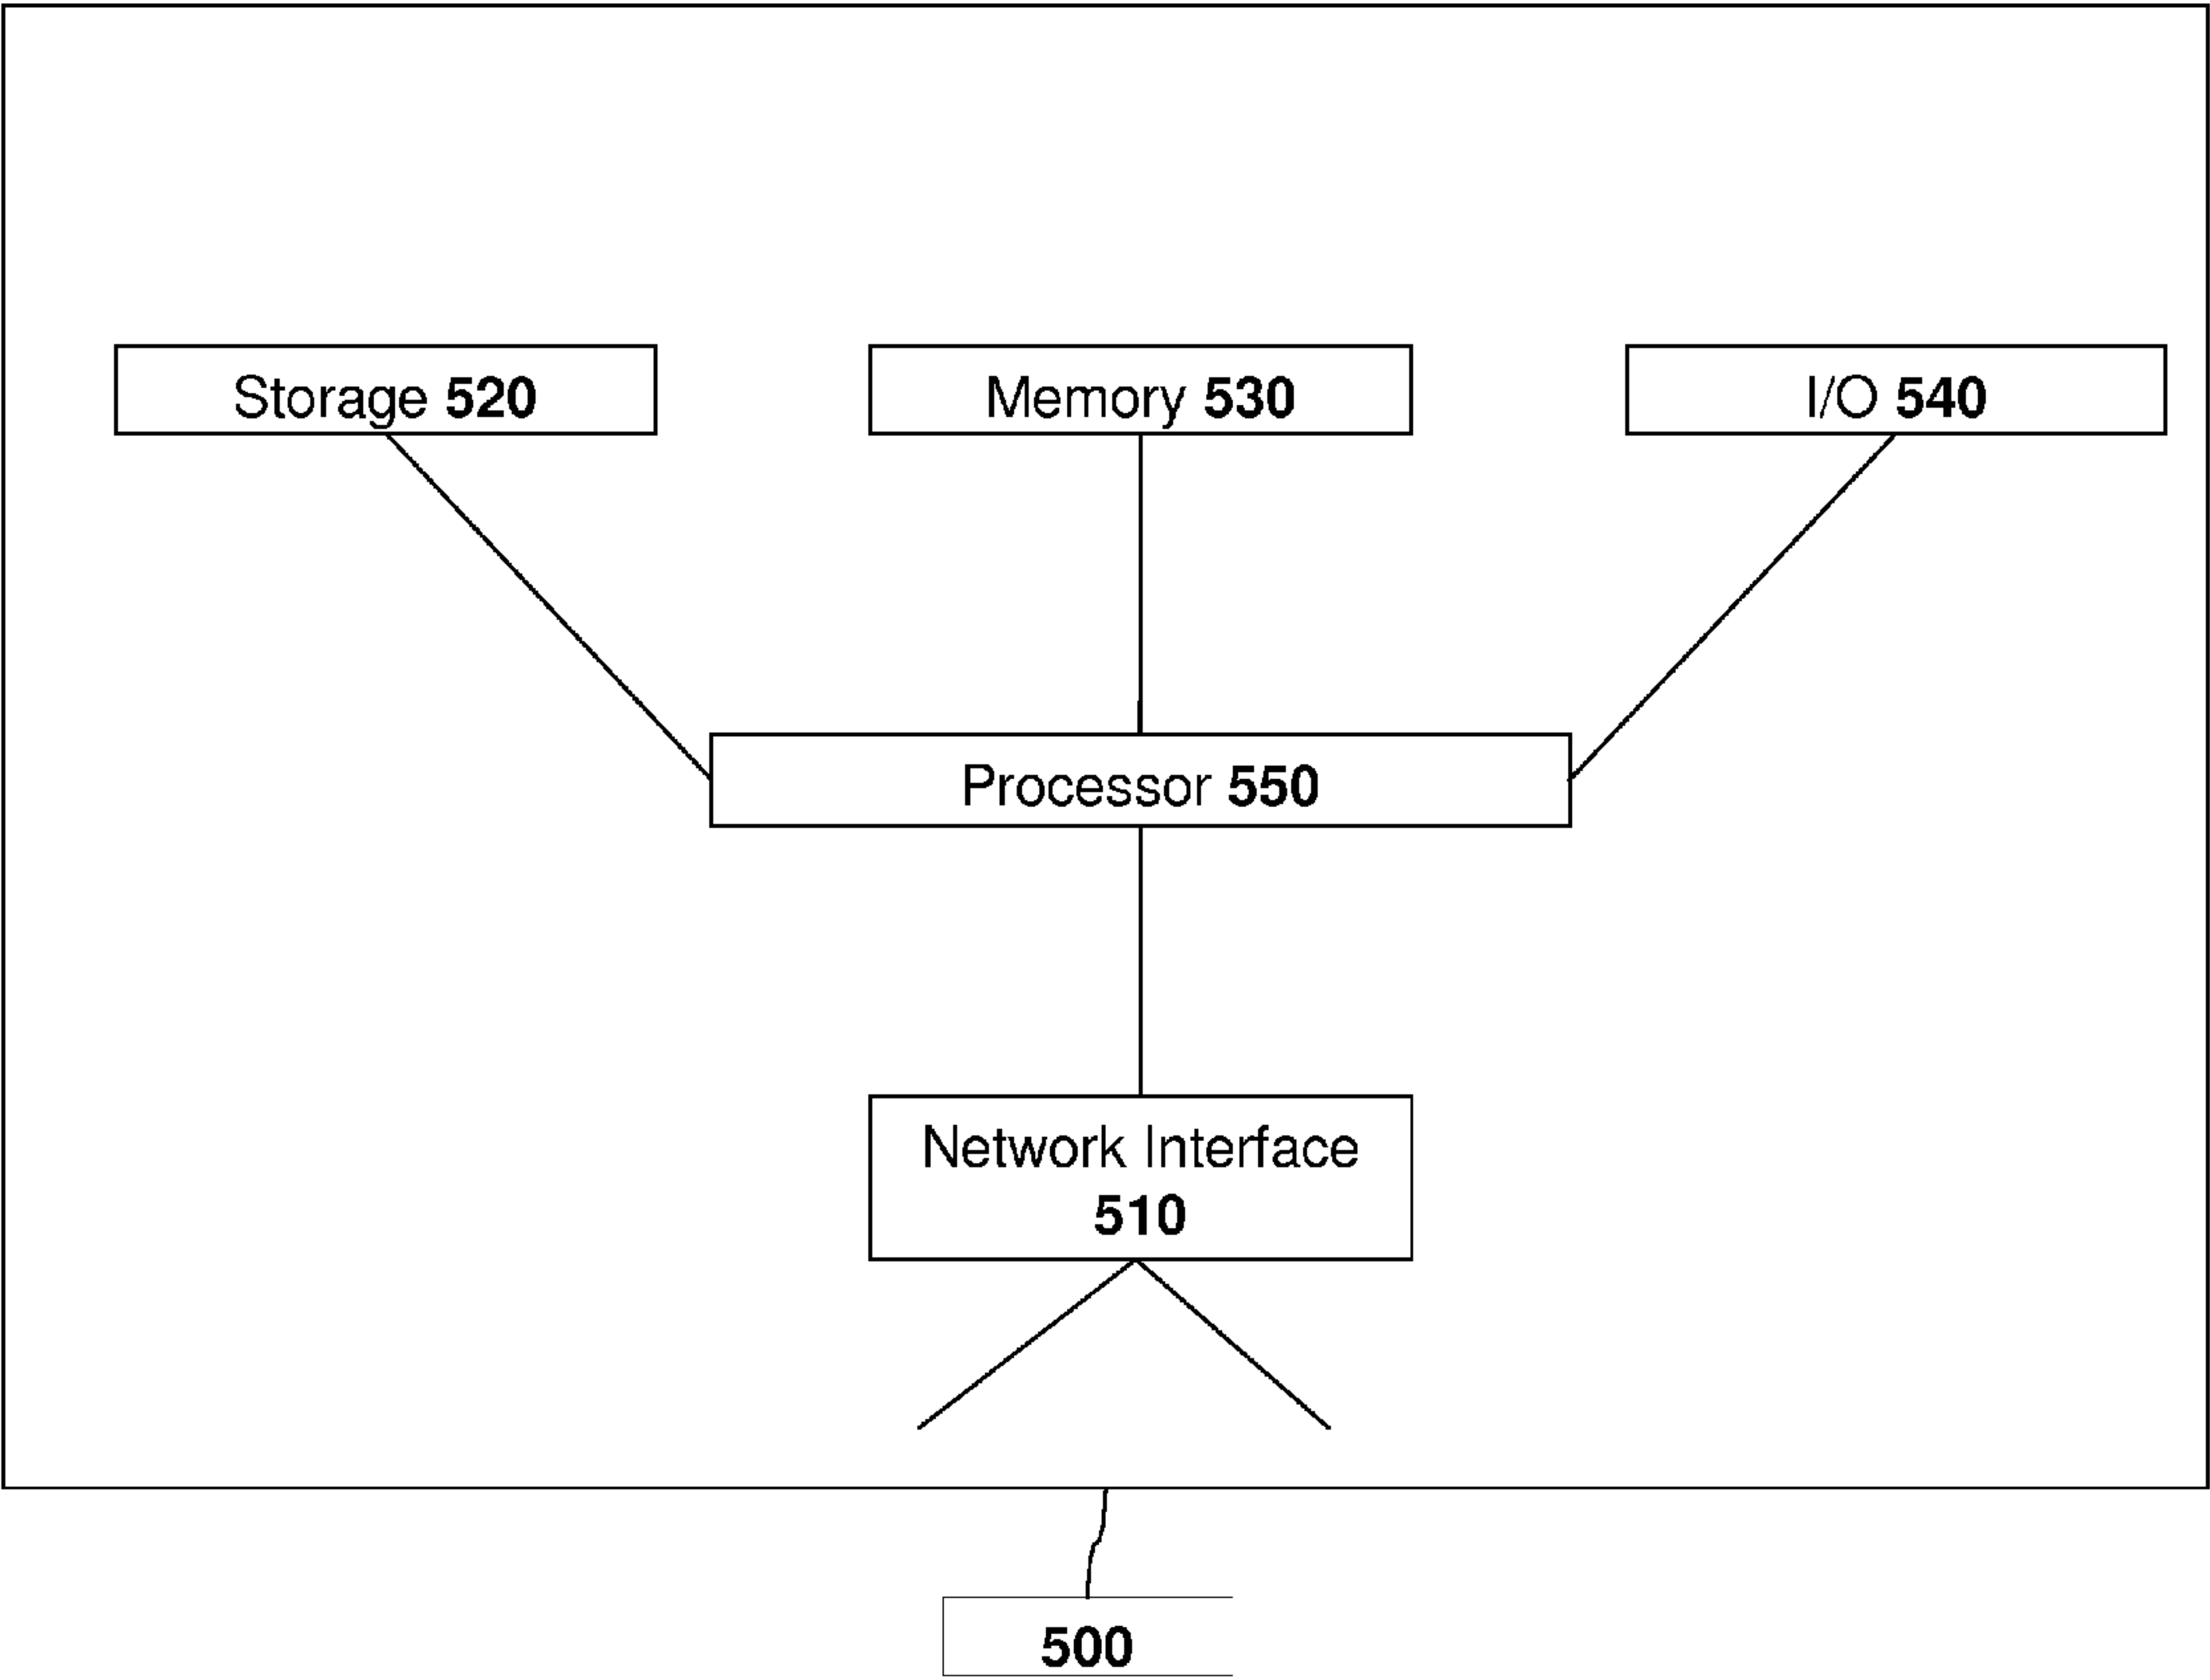 Storage 520
Memory 530
I/O 540
Processor 550
Network Interface
510
500